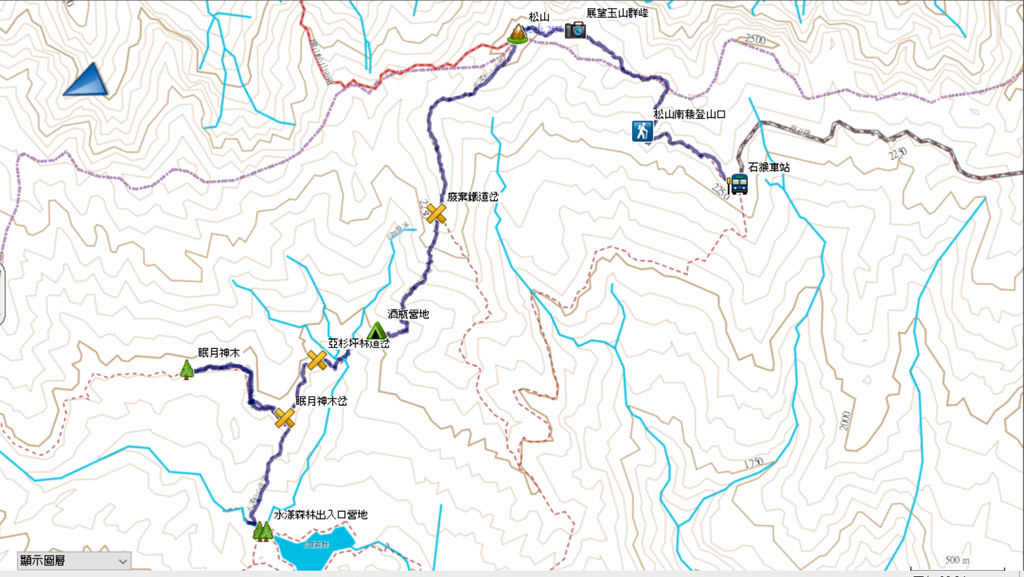 松山
展望玉山群峰
2500
松山南稜登山口
2250
石猴車站
2250
廢棄鐵道岔
酒瓶營地
亞杉坪林道岔
眠月神木
眠月神木岔
2000
1750
水漾森林出入口營地
顯示圖層
500 m